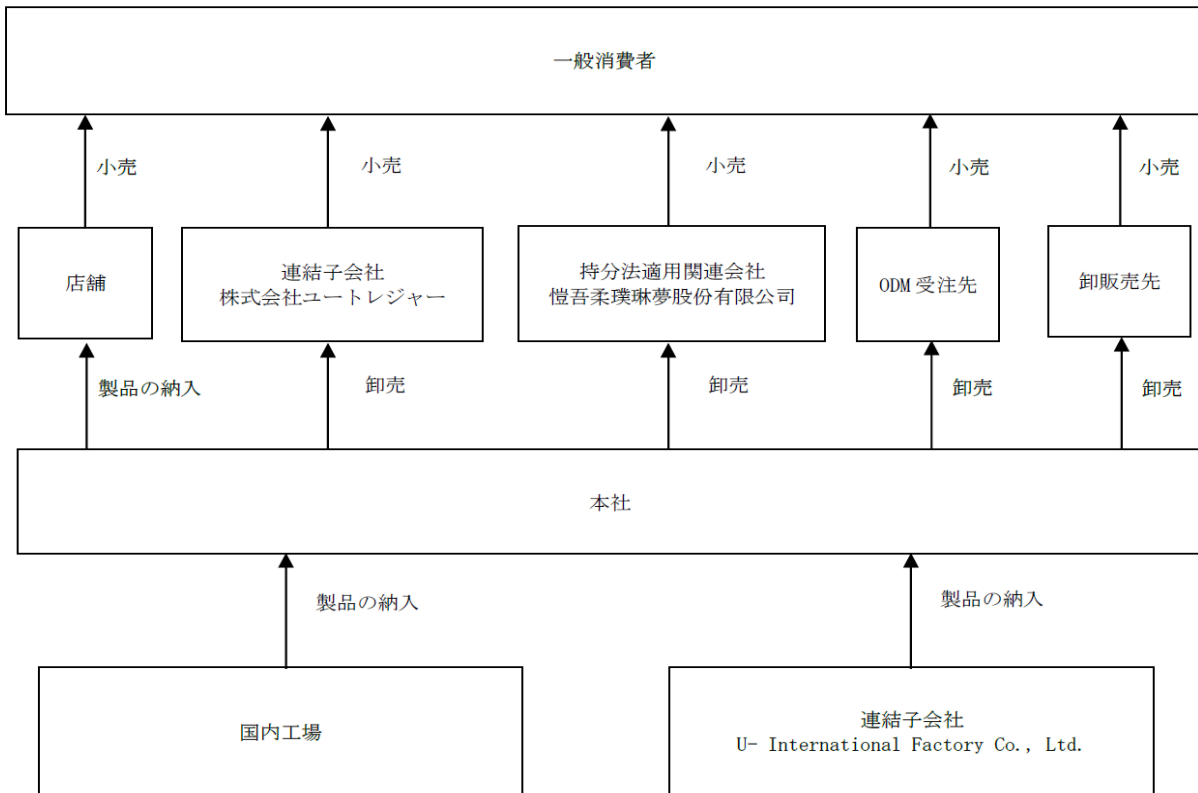 一般消費者
小売
小売
小売
小売
小売
店舗
連結子会社
株式会社ユートレジャー
持分法適用関連会社
愷吾柔璞琳夢股份有限公司
ODM 受注先
卸販売先
製品の納入
卸売
卸売
卸売
卸売
本社
製品の納入
製品の納入
国内工場
連結子会社
U- International Factory Co., Ltd.